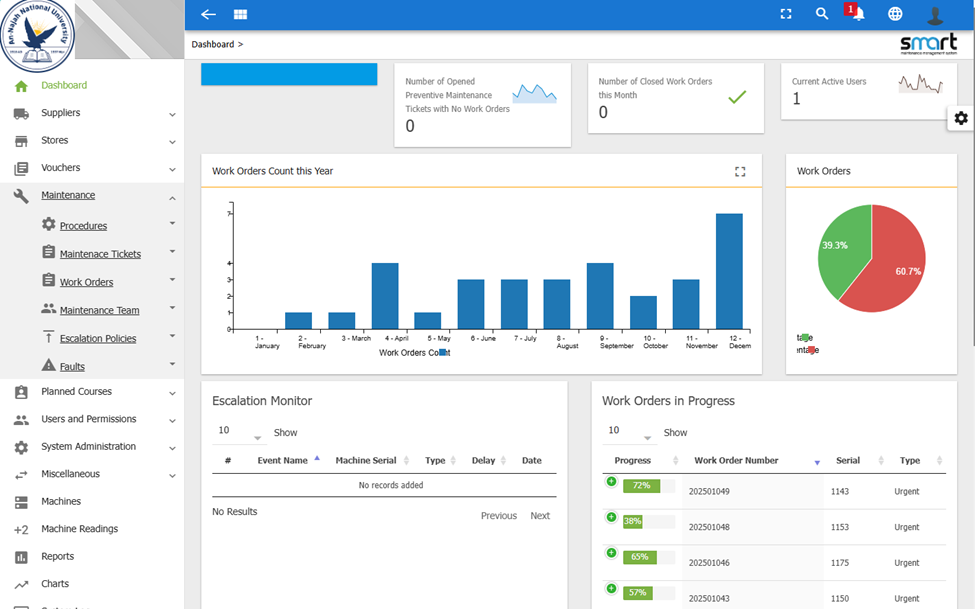 An-Najah National University
Dashboard
Suppliers
Stores
Vouchers
Maintenance
Procedures
Maintenace Tickets
Work Orders
Maintenance Team
Escalation Policies
Faults
Planned Courses
Users and Permissions
System Administration
Miscellaneous
Machines
+2 Machine Readings
Reports
Charts
1
Dashboard >
smart
maintenance management system
Number of Opened
Preventive Maintenance
Tickets with No Work Orders
0
Number of Closed Work Orders
this Month
0
Current Active Users
1
Work Orders Count this Year
7
4
3
2
1
0
1 - January
2 - February
3 - March
4 - April
5 - May
6 - June
7 - July
8 - August
9 - September
10 - October
11 - November
12 - Decem
Work Orders Count
Work Orders
39.3%
60.7%
tage
entage
Escalation Monitor
10 Show
# Event Name Machine Serial Type Delay Date
No records added
No Results
Previous Next
Work Orders in Progress
10 Show
Progress Work Order Number Serial Type
72% 202501049 1143 Urgent
38% 202501048 1153 Urgent
65% 202501046 1175 Urgent
57% 202501043 1150 Urgent